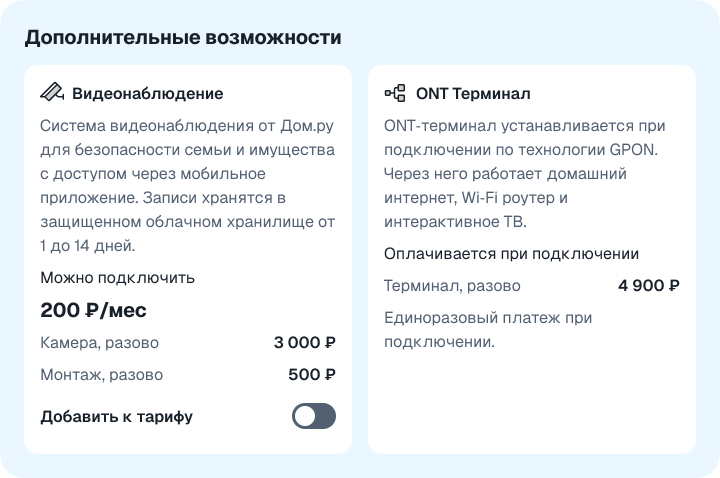 Дополнительные возможности
Видеонаблюдение
Система видеонаблюдения от Дом.ру
для безопасности семьи и имущества
с доступом через мобильное
приложение. Записи хранятся в
защищенном облачном хранилище от
1 до 14 дней.
Можно подключить
200 ₽/мес
Камера, разово 3 000 ₽
Монтаж, разово 500 ₽
Добавить к тарифу
ONT Терминал
ONT-терминал устанавливается при
подключении по технологии GPON.
Через него работает домашний
интернет, Wi-Fi роутер и
интерактивное ТВ.
Оплачивается при подключении
Терминал, разово 4 900 ₽
Единоразовый платеж при
подключении.